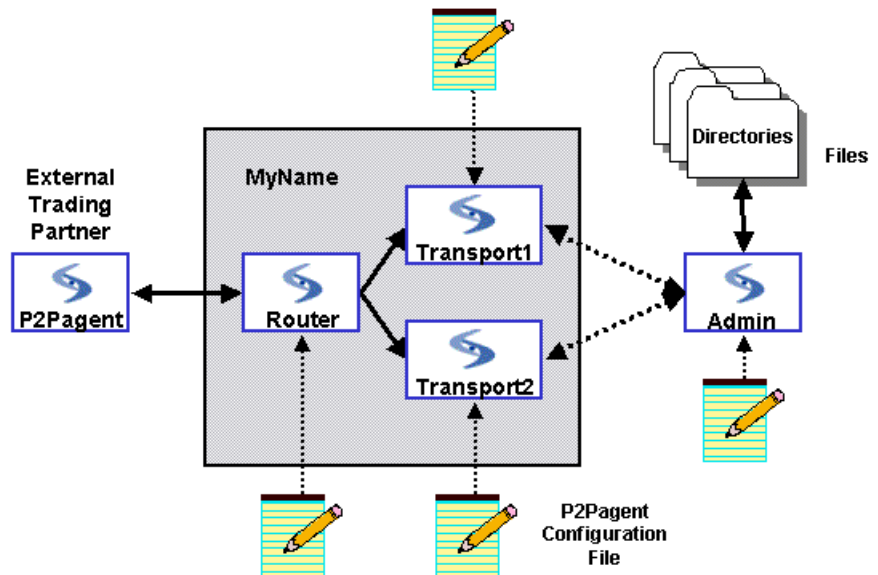 Directories
Files
MyName
External
Trading
Partner
Transport1
P2Pagent
Router
Admin
Transport2
P2Pagent
Configuration
File